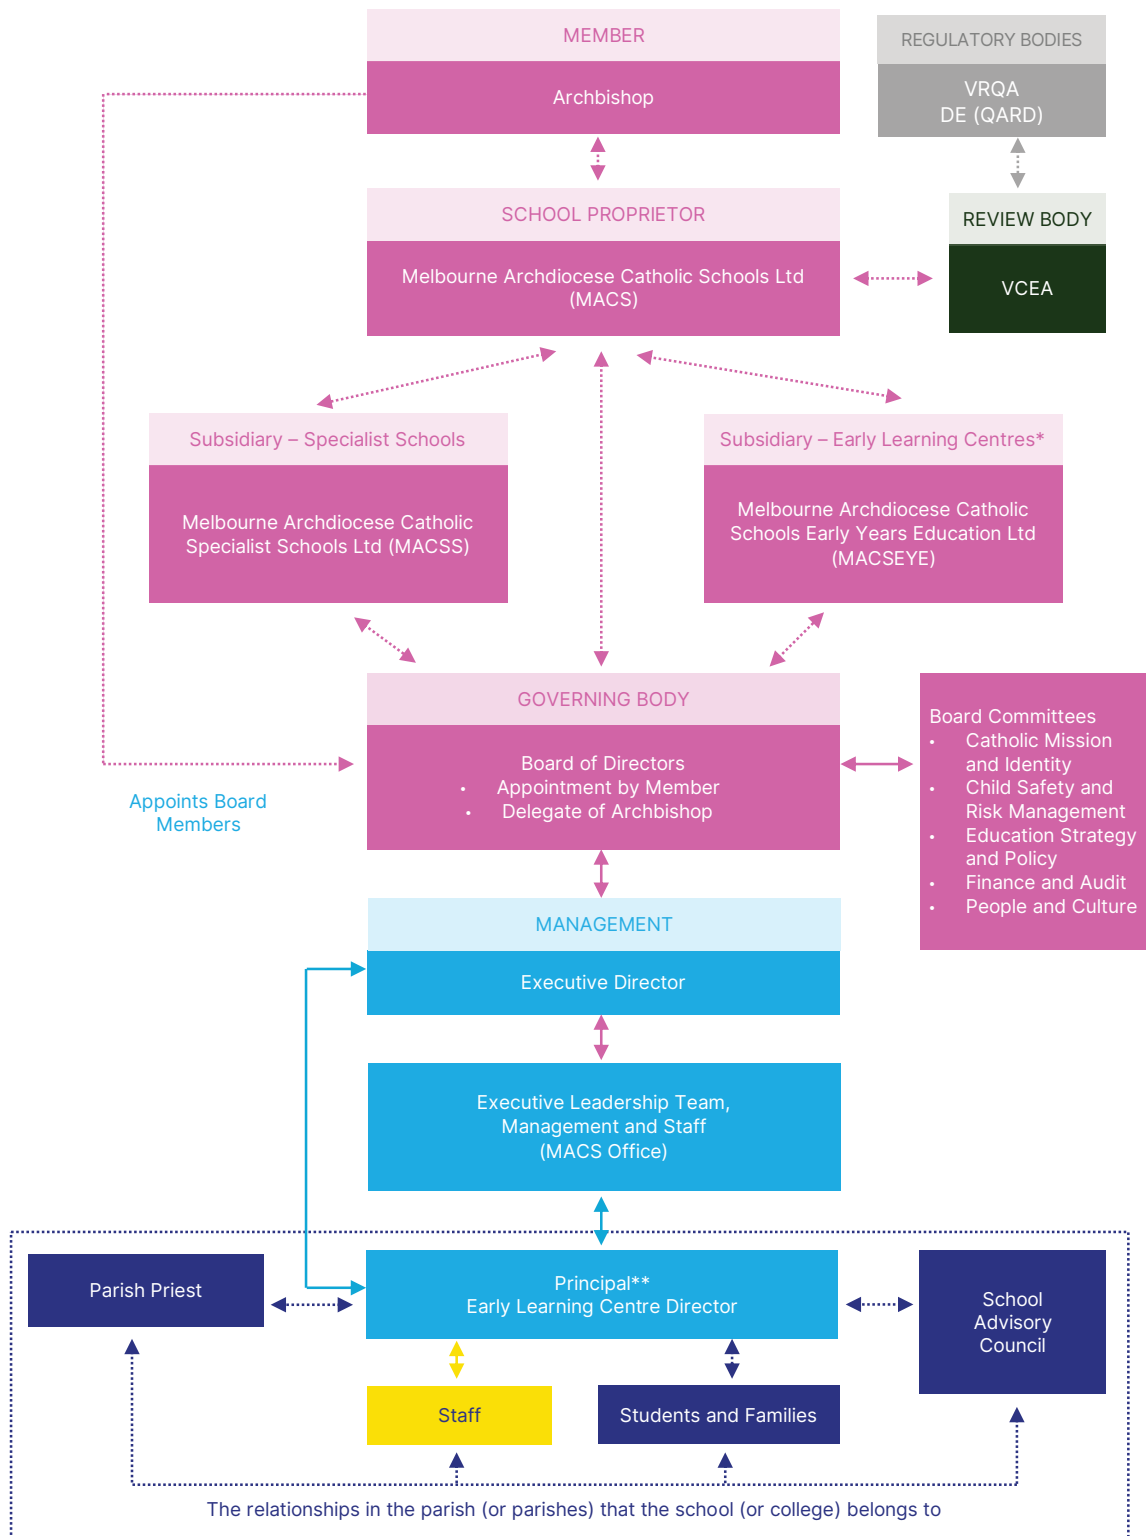 MEMBER
Archbishop
REGULATORY BODIES
VRQA
DE (QARD)
SCHOOL PROPRIETOR
Melbourne Archdiocese Catholic Schools Ltd
(MACS)
REVIEW BODY
VCEA
Subsidiary – Specialist Schools
Melbourne Archdiocese Catholic
Specialist Schools Ltd (MACSS)
Subsidiary – Early Learning Centres*
Melbourne Archdiocese Catholic
Schools Early Years Education Ltd
(MACSEYE)
GOVERNING BODY
Board of Directors
• Appointment by Member
• Delegate of Archbishop
Board Committees
• Catholic Mission
and Identity
• Child Safety and
Risk Management
• Education Strategy
and Policy
• Finance and Audit
• People and Culture
Appoints Board
Members
MANAGEMENT
Executive Director
Executive Leadership Team,
Management and Staff
(MACS Office)
Parish Priest
Principal**
Early Learning Centre Director
School
Advisory
Council
Staff
Students and Families
The relationships in the parish (or parishes) that the school (or college) belongs to